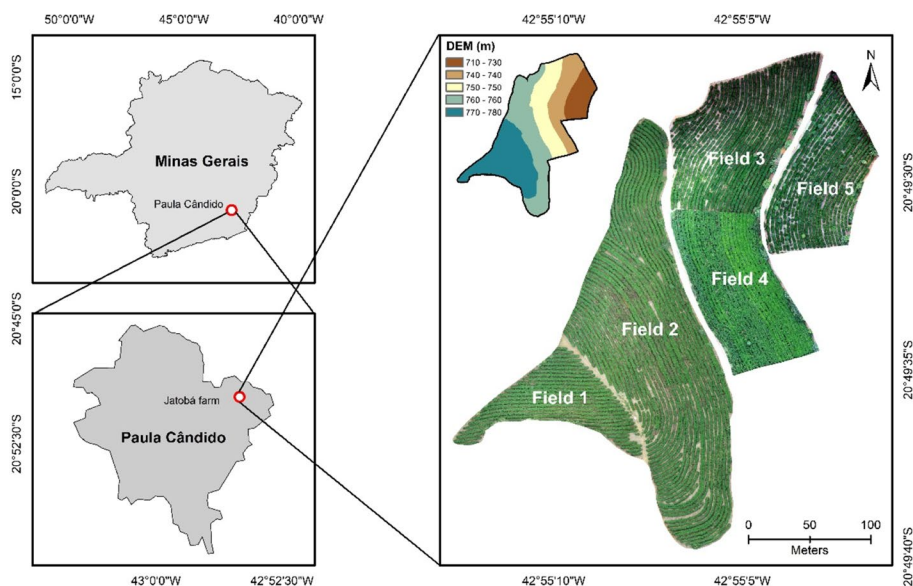 50°0'0"W 45°0'0"W 40°0'0"W
15°0'0"S
20°0'0"S
Minas Gerais
Paula Cândido
20°45'0"S
20°52'30"S
Jatobá farm
Paula Cândido
43°0'0"W 42°52'30"W
42°55'10"W 42°55'5"W
DEM (m)
710 - 730
740 - 740
750 - 750
760 - 760
770 - 780
N
Field 3
Field 5
Field 4
Field 2
Field 1
20°49'30"S
20°49'35"S
20°49'40"S
0 50 100
Meters
42°55'10"W 42°55'5"W